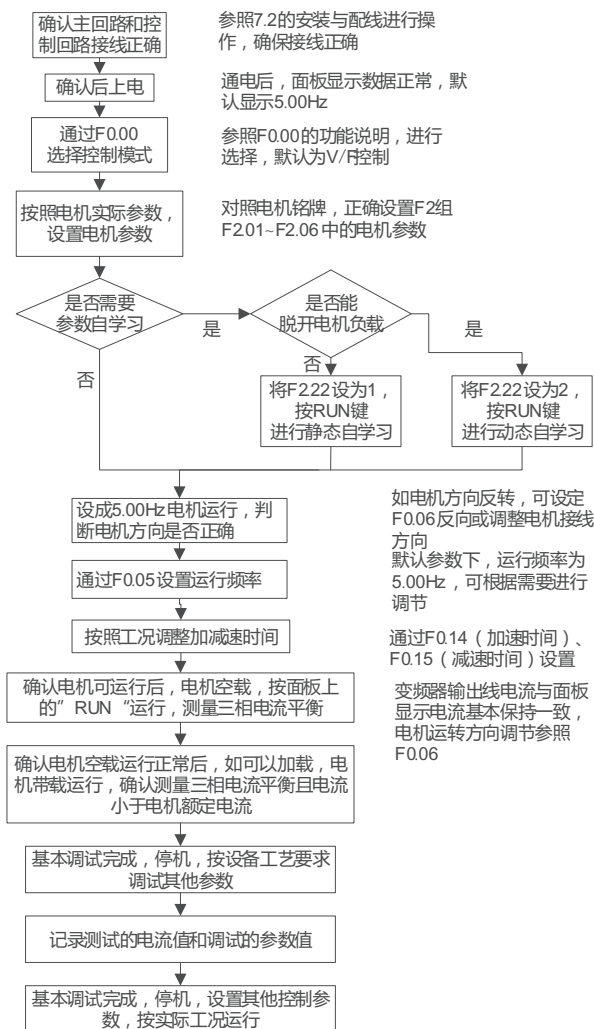 确认主回路和控
制回路接线正确
参照7.2的安装与配线进行操
作，确保接线正确
确认后上电
通电后，面板显示数据正常，默
认显示5.00Hz
通过F0.00
选择控制模式
参照F0.00的功能说明，进行
选择，默认为V/F控制
按照电机实际参数，
设置电机参数
对照电机铭牌，正确设置F2组
F2.01~F2.06中的电机参数
是否需要
参数自学习
是
是否能
脱开电机负载
是
否
否
将F2.22设为1，
按RUN键
进行静态自学习
将F2.22设为2，
按RUN键
进行动态自学习
设成5.00Hz电机运行，判
断电机方向是否正确
如电机方向反转，可设定
F0.06反向或调整电机接线
方向
通过F0.05设置运行频率
默认参数下，运行频率为
5.00Hz，可根据需要进行
调节
按照工况调整加减速时间
通过F0.14（加速时间）、
F0.15（减速时间）设置
确认电机可运行后，电机空载，按面板上
的”RUN“运行，测量三相电流平衡
变频器输出线电流与面板
显示电流基本保持一致，
电机运转方向调节参照
F0.06
确认电机空载运行正常后，如可以加载，电
机带载运行，确认测量三相电流平衡且电流
小于电机额定电流
基本调试完成，停机，按设备工艺要求
调试其他参数
记录测试的电流值和调试的参数值
基本调试完成，停机，设置其他控制参
数，按实际工况运行